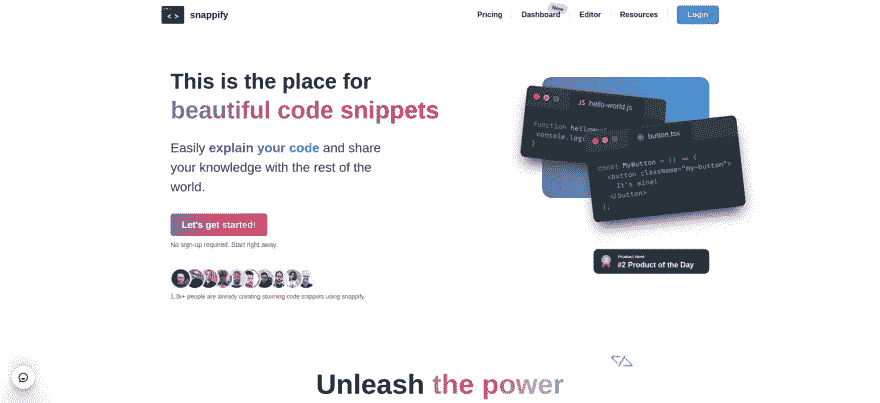 < > snappify
Pricing
Dashboard
New
Editor
Resources
Login
This is the place for
beautiful code snippets
Easily explain your code and share
your knowledge with the rest of the
world.
Let's get started!
No sign-up required. Start right away.
1.3k+ people are already creating stunning code snippets using snappify.
JS hello-world.js
function hello
console.log
}
button.tsx
const MyButton = () => (
<button className="my-button">
It's mine!
</button>
);
Product Hunt
#2 Product of the Day
</>
Unleash the power